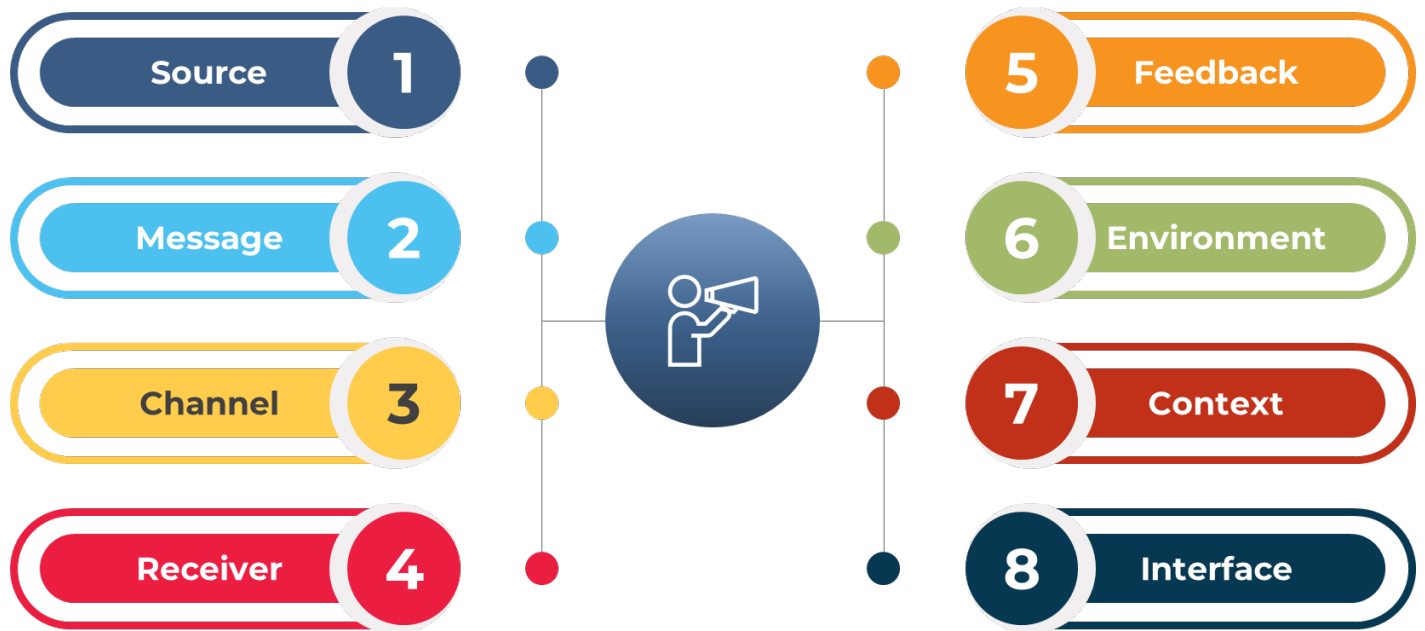 Source 1
Message 2
Channel 3
Receiver 4
5 Feedback
6 Environment
7 Context
8 Interface